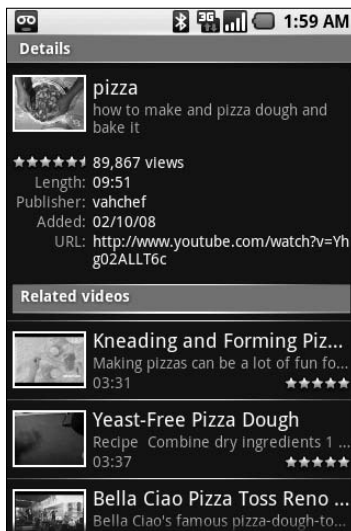 3G 1:59 AM
Details
pizza
how to make and pizza dough and
bake it
89,867 views
Length: 09:51
Publisher: vahchef
Added: 02/10/08
URL: http://www.youtube.com/watch?v=Yh
g02ALLT6c
Related videos
Kneading and Forming Piz...
Making pizzas can be a lot of fun fo...
03:31
Yeast-Free Pizza Dough
Recipe Combine dry ingredients 1 ...
03:37
Bella Ciao Pizza Toss Reno ...
Bella Ciao's famous pizza-dough-to...